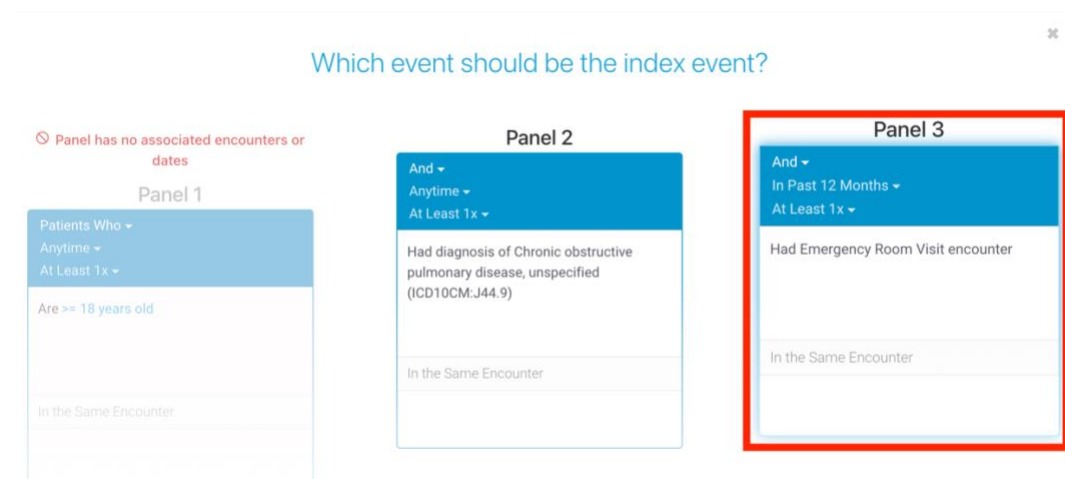 Which event should be the index event?
Panel has no associated encounters or
dates
Panel 1
Patients Who
Anytime
At Least 1x
Are >= 18 years old
In the Same Encounter
Panel 2
And
Anytime
At Least 1x
Had diagnosis of Chronic obstructive
pulmonary disease, unspecified
(ICD10CM:J44.9)
In the Same Encounter
Panel 3
And
In Past 12 Months
At Least 1x
Had Emergency Room Visit encounter
In the Same Encounter